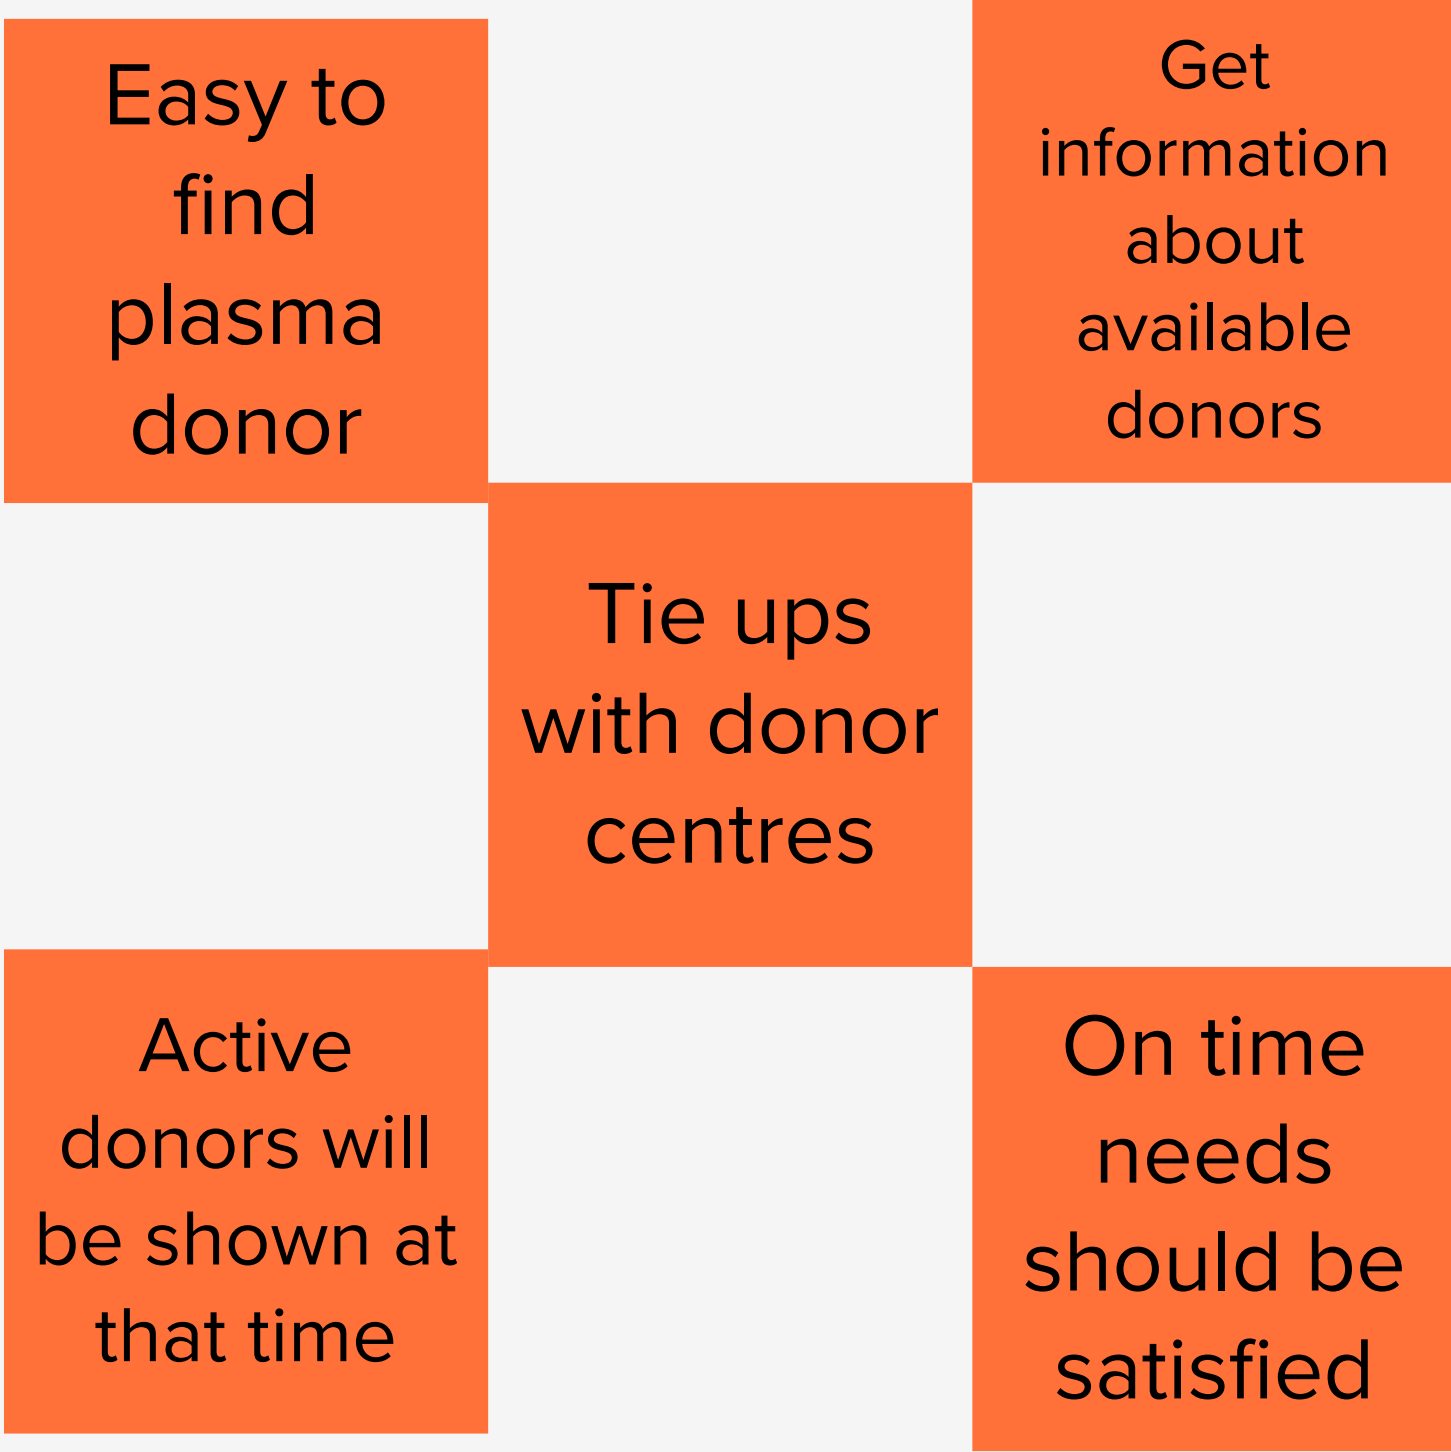 Easy to
find
plasma
donor
Get
information
about
available
donors
Tie ups
with donor
centres
Active
donors will
be shown at
that time
On time
needs
should be
satisfied